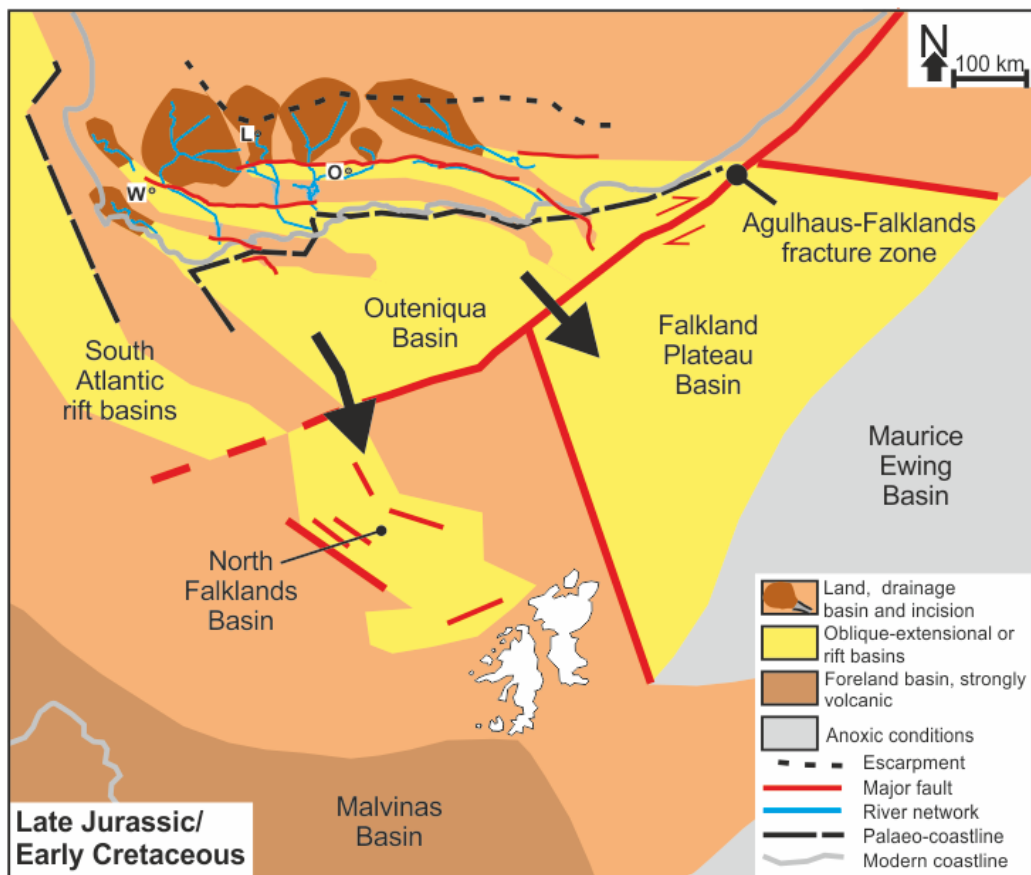 N
100 km
L
O
W
Agulhaus-Falklands
fracture zone
Outeniqua
Basin
Falkland
Plateau
Basin
South
Atlantic
rift basins
Maurice
Ewing
Basin
North
Falklands
Basin
Malvinas
Basin
Late Jurassic/
Early Cretaceous
Land, drainage
basin and incision
Oblique-extensional or
rift basins
Foreland basin, strongly
volcanic
Anoxic conditions
Escarpment
Major fault
River network
Palaeo-coastline
Modern coastline